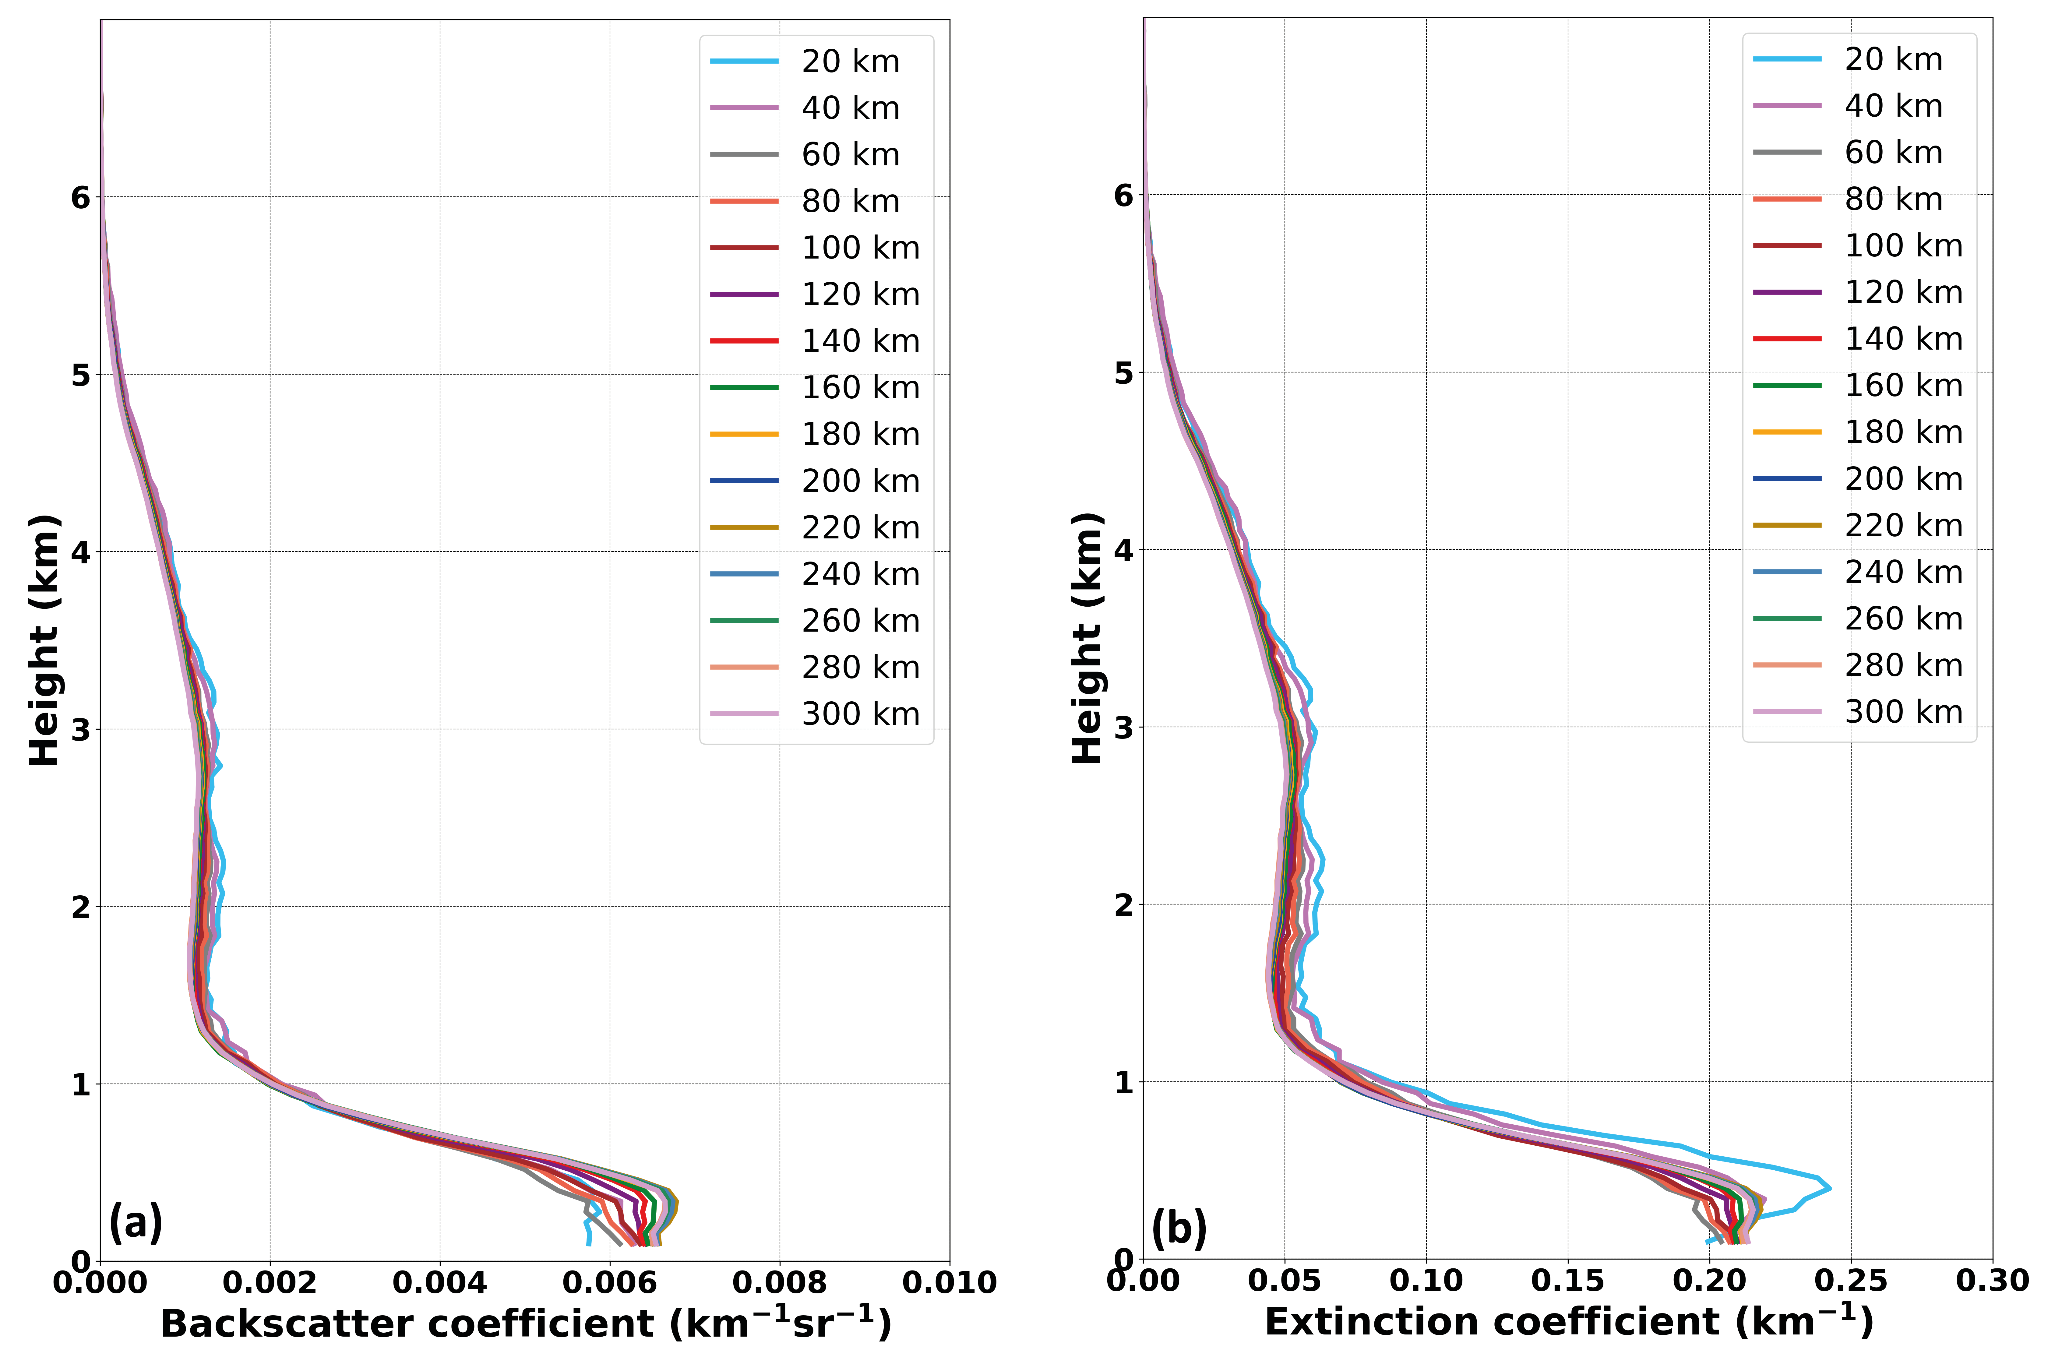 20 km
40 km
60 km
80 km
100 km
120 km
140 km
160 km
180 km
200 km
220 km
240 km
260 km
280 km
300 km
6
5
4
3
2
1
0
Height (km)
(a)
0.000 0.002 0.004 0.006 0.008 0.010
Backscatter coefficient (km⁻¹sr⁻¹)
20 km
40 km
60 km
80 km
100 km
120 km
140 km
160 km
180 km
200 km
220 km
240 km
260 km
280 km
300 km
6
5
4
3
2
1
0
Height (km)
(b)
0.00 0.05 0.10 0.15 0.20 0.25 0.30
Extinction coefficient (km⁻¹)